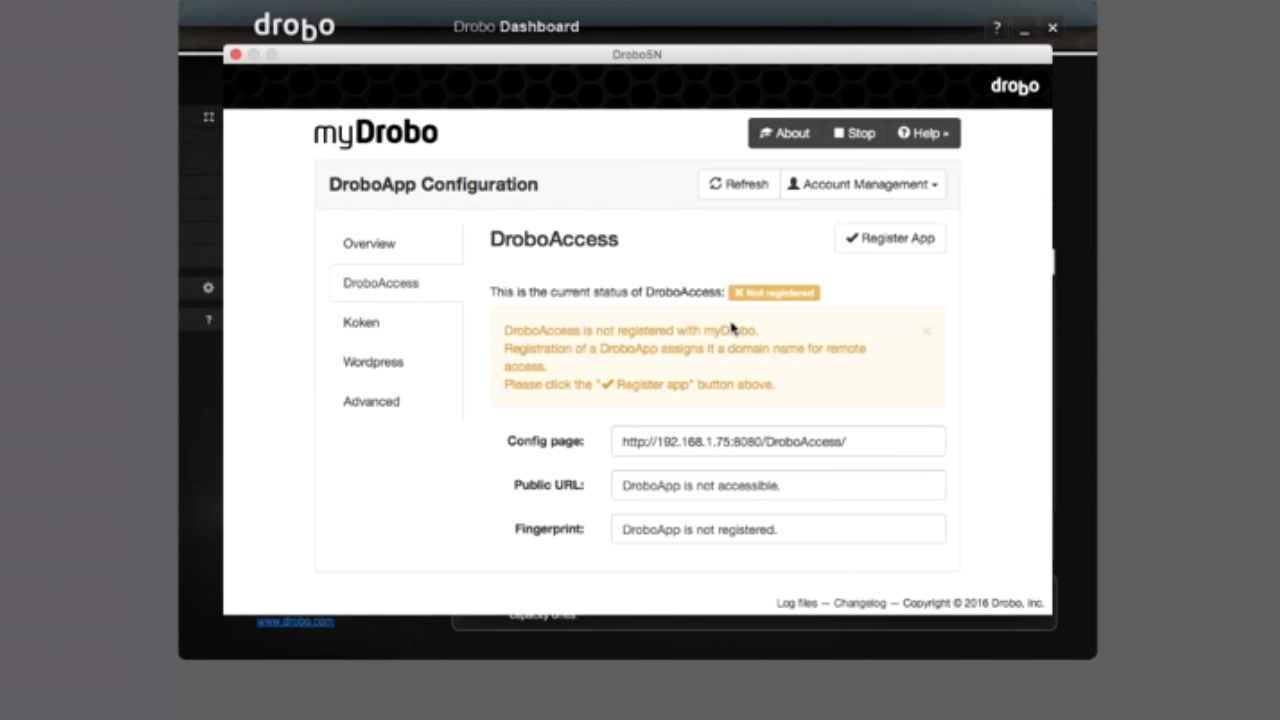 drobo
Drobo Dashboard
?
Drobo5N
drobo
myDrobo
About
Stop
Help
DroboApp Configuration
Refresh
Account Management
Overview
DroboAccess
Koken
Wordpress
Advanced
?
DroboAccess
Register App
This is the current status of DroboAccess: Not registered
DroboAccess is not registered with myDrobo.
Registration of a DroboApp assigns it a domain name for remote
access.
Please click the "✔ Register app" button above.
Config page: http://192.168.1.75:8080/DroboAccess/
Public URL: DroboApp is not accessible.
Fingerprint: DroboApp is not registered.
Log files — Changelog — Copyright © 2016 Drobo, Inc.
www.drobo.com
capacity ones.